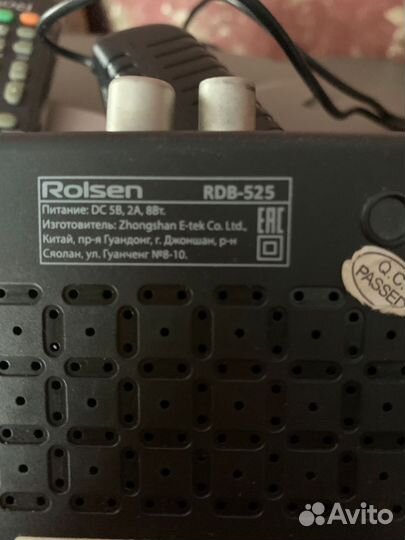 Rolsen RDB-525
Питание: DC 5В, 2А, 8Вт.
Изготовитель: Zhongshan E-tek Co. Ltd.,
Китай, пр-я Гуандонг, г. Джоншан, р-н
Сяолан, ул. Гуанченг №8-10.
EAC
Q.C.
PASSED
Avito